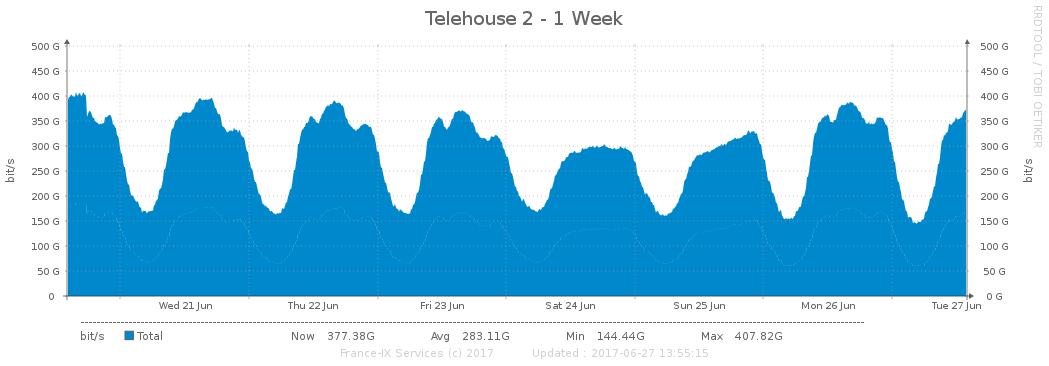 Telehouse 2 - 1 Week
RRDTOOL / TOBI OETIKER
bit/s
500 G 500 G
450 G 450 G
400 G 400 G
350 G 350 G
300 G 300 G
250 G 250 G
200 G 200 G
150 G 150 G
100 G 100 G
50 G 50 G
0 0 G
bit/s
Wed 21 Jun Thu 22 Jun Fri 23 Jun Sat 24 Jun Sun 25 Jun Mon 26 Jun Tue 27 Jun
bit/s Total Now 377.38G Avg 283.11G Min 144.44G Max 407.82G
France-IX Services (c) 2017 Updated : 2017-06-27 13:55:15